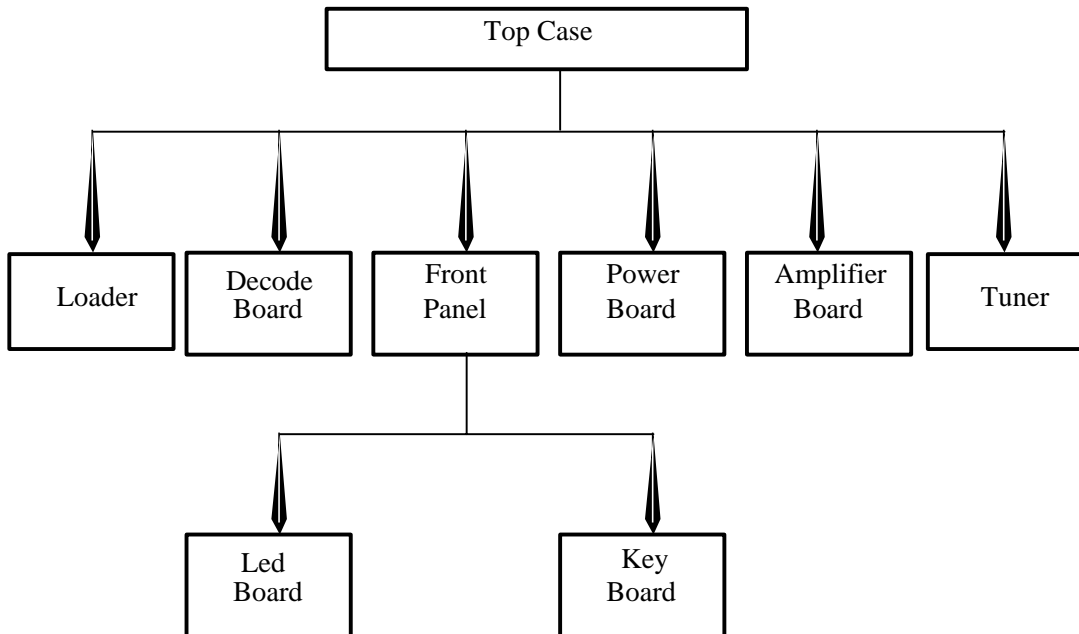 Top Case
Loader
Decode
Board
Front
Panel
Power
Board
Amplifier
Board
Tuner
Led
Board
Key
Board